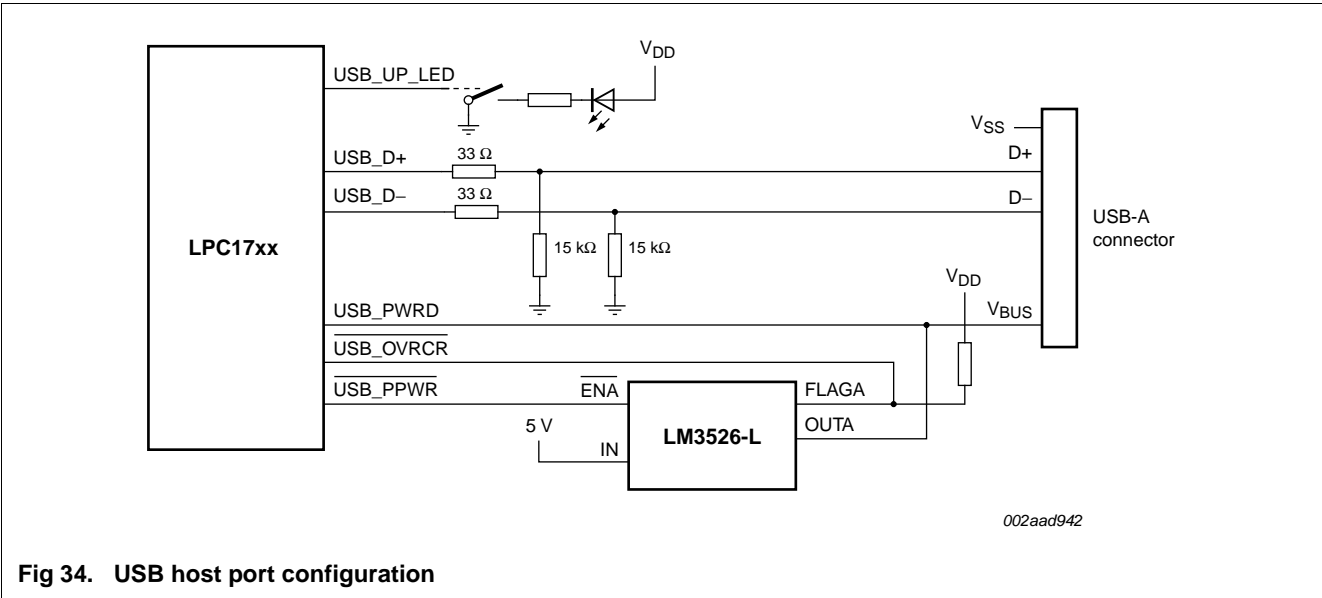 V_DD
USB_UP_LED
V_SS
USB_D+ 33 Ω D+
USB_D− 33 Ω D−
USB-A
connector
LPC17xx
15 kΩ 15 kΩ
V_DD
USB_PWRD V_BUS
USB_OVRCR
USB_PPWR ENA FLAGA
5 V OUTA
LM3526-L
IN
002aad942
Fig 34. USB host port configuration